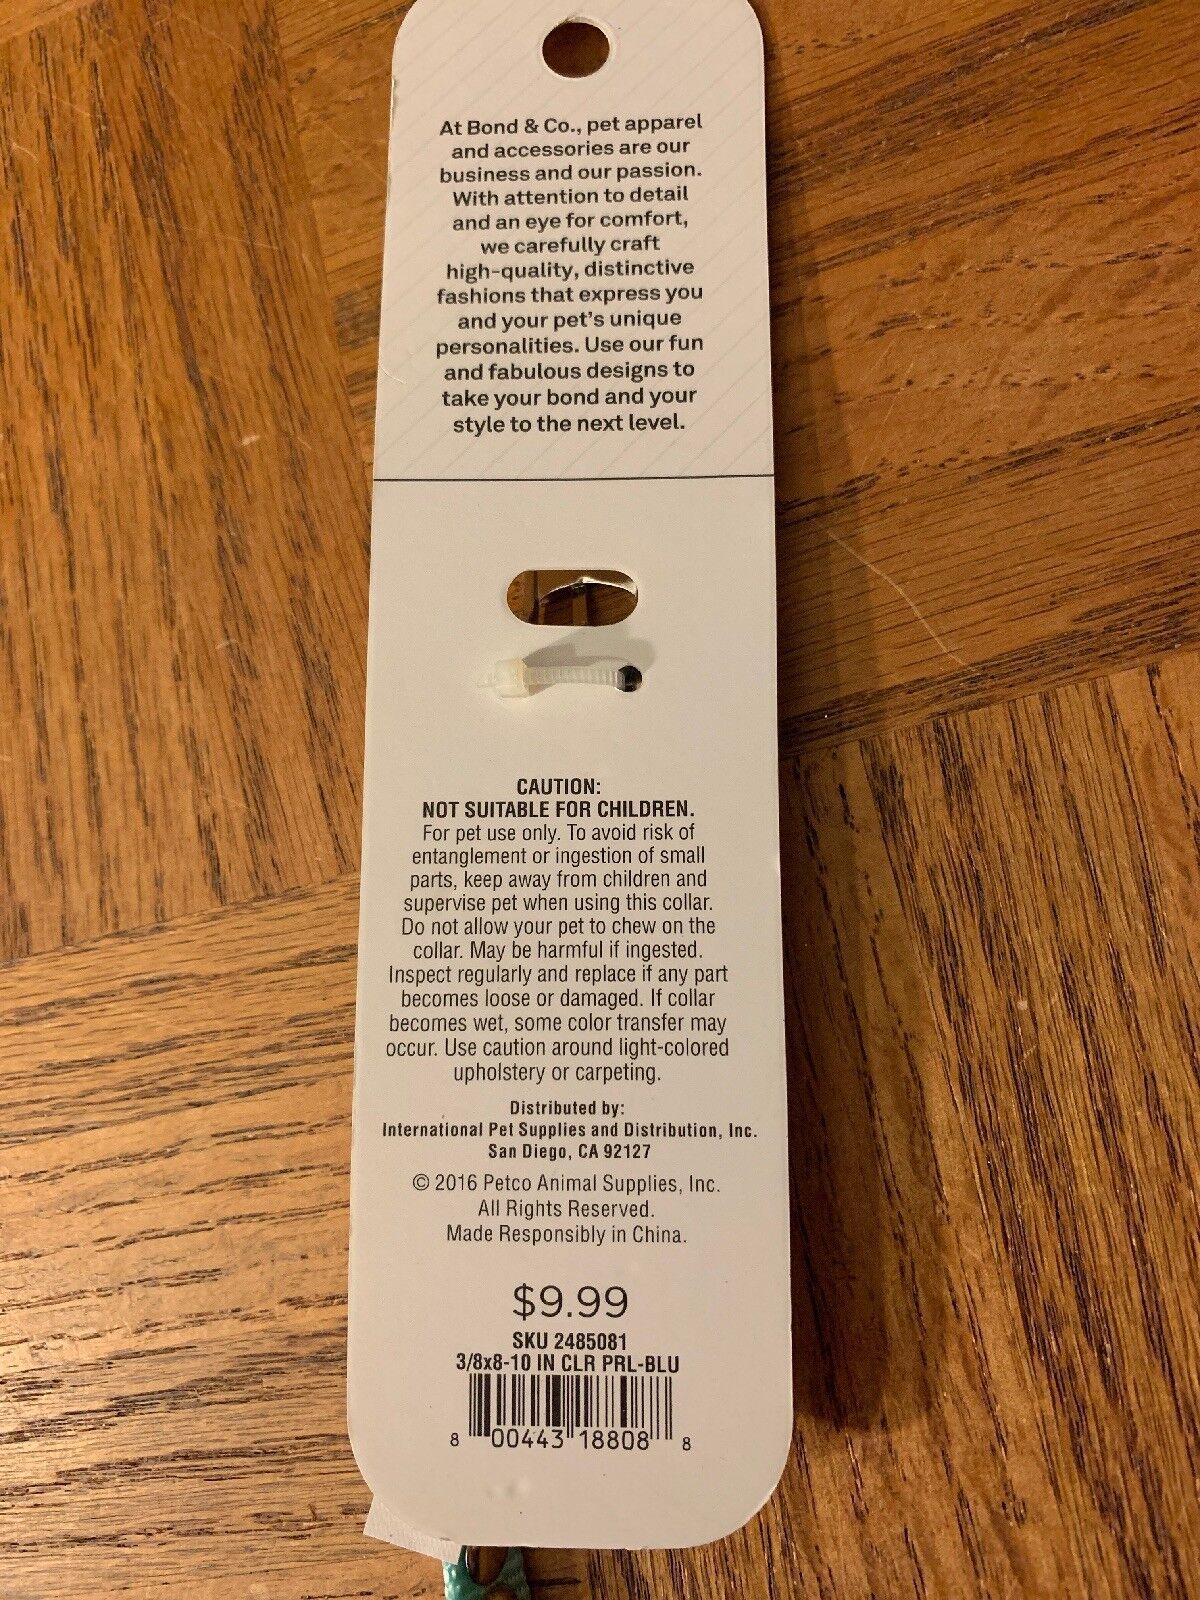 At Bond & Co., pet apparel
and accessories are our
business and our passion.
With attention to detail
and an eye for comfort,
we carefully craft
high-quality, distinctive
fashions that express you
and your pet's unique
personalities. Use our fun
and fabulous designs to
take your bond and your
style to the next level.
CAUTION:
NOT SUITABLE FOR CHILDREN.
For pet use only. To avoid risk of
entanglement or ingestion of small
parts, keep away from children and
supervise pet when using this collar.
Do not allow your pet to chew on the
collar. May be harmful if ingested.
Inspect regularly and replace if any part
becomes loose or damaged. If collar
becomes wet, some color transfer may
occur. Use caution around light-colored
upholstery or carpeting.
Distributed by:
International Pet Supplies and Distribution, Inc.
San Diego, CA 92127
© 2016 Petco Animal Supplies, Inc.
All Rights Reserved.
Made Responsibly in China.
$9.99
SKU 2485081
3/8x8-10 IN CLR PRL-BLU
8 00443 18808 8